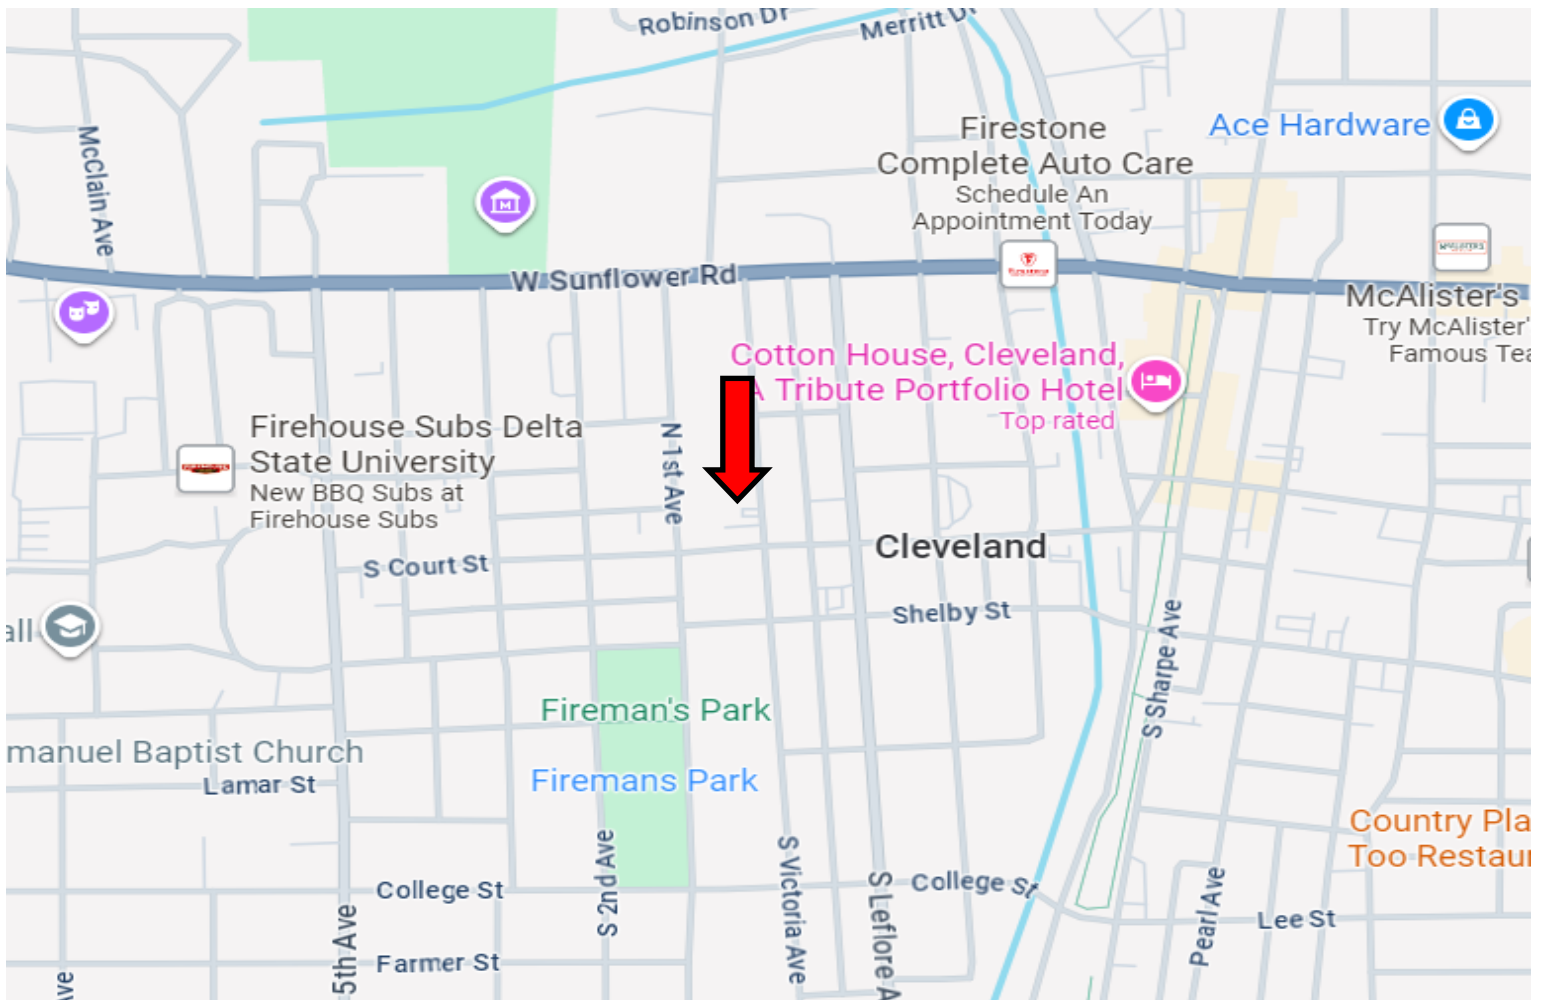 Robinson Dr
Merritt Dr
McClain Ave
Firestone
Complete Auto Care
Schedule An
Appointment Today
Ace Hardware
W Sunflower Rd
McAlister's
Try McAlister'
Famous Tea
Cotton House, Cleveland,
A Tribute Portfolio Hotel
Top rated
Firehouse Subs Delta
State University
New BBQ Subs at
Firehouse Subs
N 1st Ave
S Court St
Cleveland
Shelby St
all
S Sharpe Ave
Fireman's Park
manuel Baptist Church
Firemans Park
Lamar St
Country Pla
Too Restaur
S 2nd Ave
S Victoria Ave
S Leflore A
College St
College St
Pearl Ave
Lee St
5th Ave
Farmer St
ve